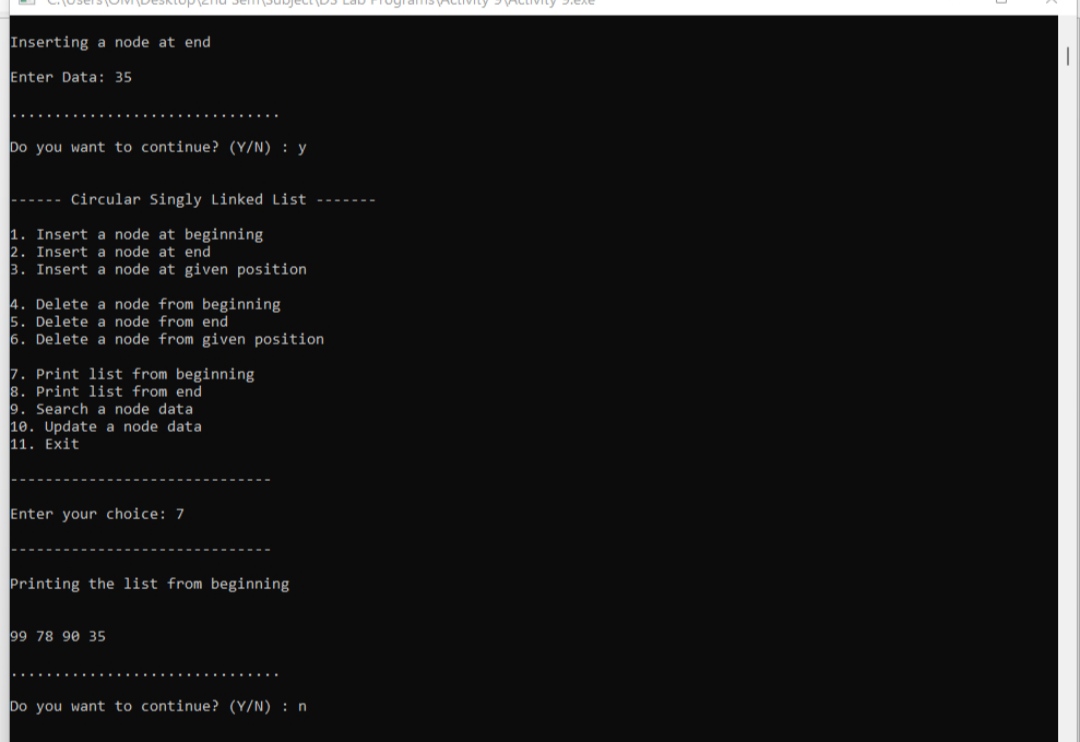 C:\Users\OM\Desktop\2nd Sem\Subject\DS Lab Programs\Activity 9\Activity 9.exe
Inserting a node at end
Enter Data: 35
...............................
Do you want to continue? (Y/N) : y
------ Circular Singly Linked List -------
1. Insert a node at beginning
2. Insert a node at end
3. Insert a node at given position
4. Delete a node from beginning
5. Delete a node from end
6. Delete a node from given position
7. Print list from beginning
8. Print list from end
9. Search a node data
10. Update a node data
11. Exit
------------------------------
Enter your choice: 7
------------------------------
Printing the list from beginning
99 78 90 35
...............................
Do you want to continue? (Y/N) : n